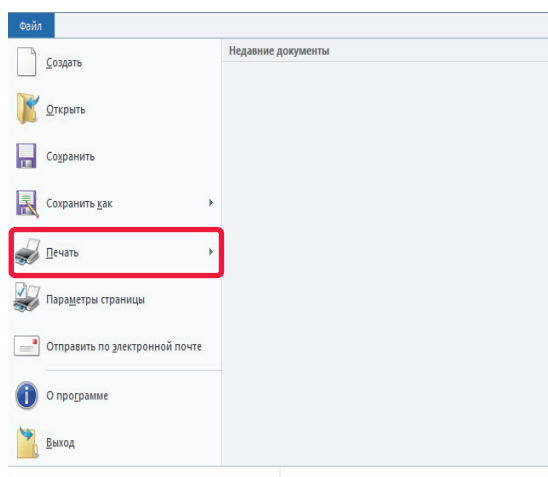 Файл
Недавние документы
Создать
Открыть
Сохранить
Сохранить как
Печать
Параметры страницы
Отправить по электронной почте
О программе
Выход